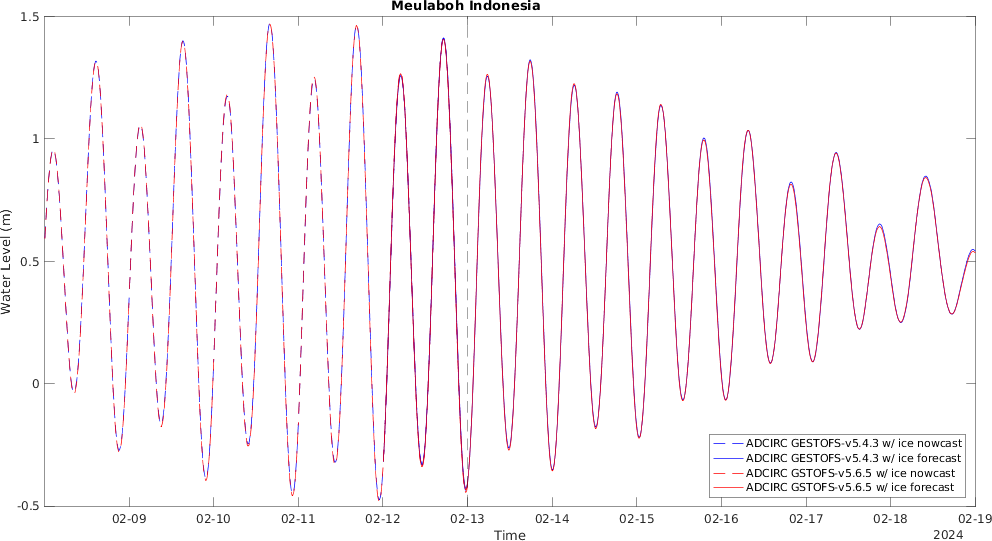 Meulaboh Indonesia
1.5
1
0.5
0
-0.5
Water Level (m)
02-09
02-10
02-11
02-12
02-13
02-14
02-15
02-16
02-17
02-18
02-19
Time
2024
ADCIRC GESTOFS-v5.4.3 w/ ice nowcast
ADCIRC GESTOFS-v5.4.3 w/ ice forecast
ADCIRC GSTOFS-v5.6.5 w/ ice nowcast
ADCIRC GSTOFS-v5.6.5 w/ ice forecast